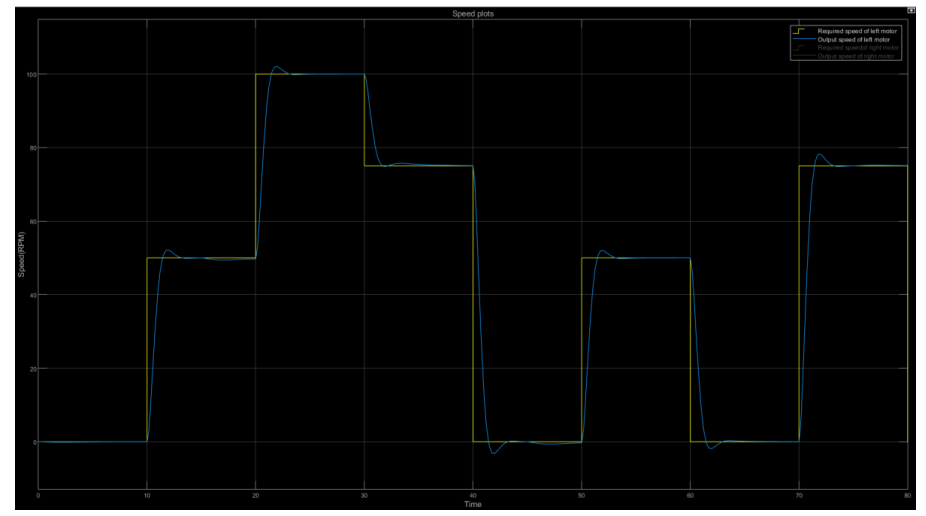 Speed plots
Required speed of left motor
Output speed of left motor
Required speedof right motor
Output speed of right motor
100
80
60
40
20
0
Speed(RPM)
0 10 20 30 40 50 60 70 80
Time